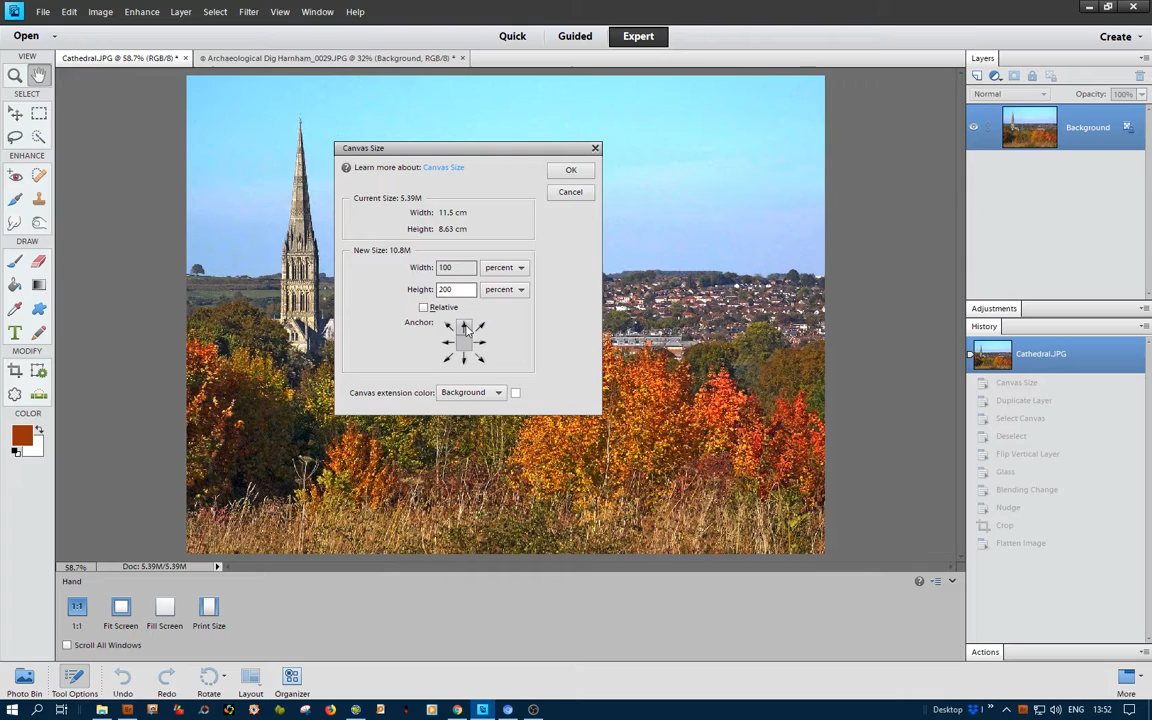 File Edit Image Enhance Layer Select Filter View Window Help
Open Quick Guided Expert Create
VIEW Cathedral.JPG @ 58.7% (RGB/8) * × © Archaeological Dig Harnham_0029.JPG @ 32% (Background, RGB/8) * × Layers
Normal Opacity: 100%
SELECT
Background
ENHANCE
Canvas Size
Learn more about: Canvas Size
OK
Cancel
Current Size: 5.39M
Width: 11.5 cm
Height: 8.63 cm
New Size: 10.8M
Width: 100 percent
Height: 200 percent
Relative
Anchor:
Canvas extension color: Background
DRAW
MODIFY
COLOR
Adjustments
History
Cathedral.JPG
Canvas Size
Duplicate Layer
Select Canvas
Deselect
Flip Vertical Layer
Glass
Blending Change
Nudge
Crop
Flatten Image
58.7% Doc: 5.39M/5.39M
Hand
1:1
1:1 Fit Screen Fill Screen Print Size
Scroll All Windows
Actions
Photo Bin Tool Options Undo Redo Rotate Layout Organizer More
Desktop ENG 13:52